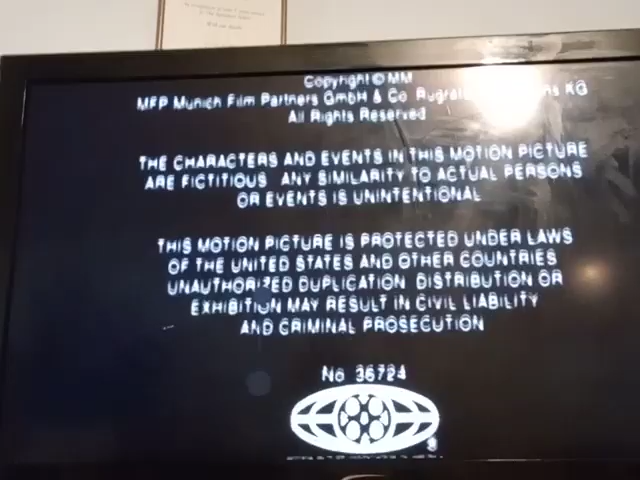 Copyright © MM
MFP Munich Film Partners GmbH & Co KG
All Rights Reserved
THE CHARACTERS AND EVENTS IN THIS MOTION PICTURE
ARE FICTITIOUS ANY SIMILARITY TO ACTUAL PERSONS
OR EVENTS IS UNINTENTIONAL
THIS MOTION PICTURE IS PROTECTED UNDER LAWS
OF THE UNITED STATES AND OTHER COUNTRIES
UNAUTHORIZED DUPLICATION DISTRIBUTION OR
EXHIBITION MAY RESULT IN CIVIL LIABILITY
AND CRIMINAL PROSECUTION
No 36724